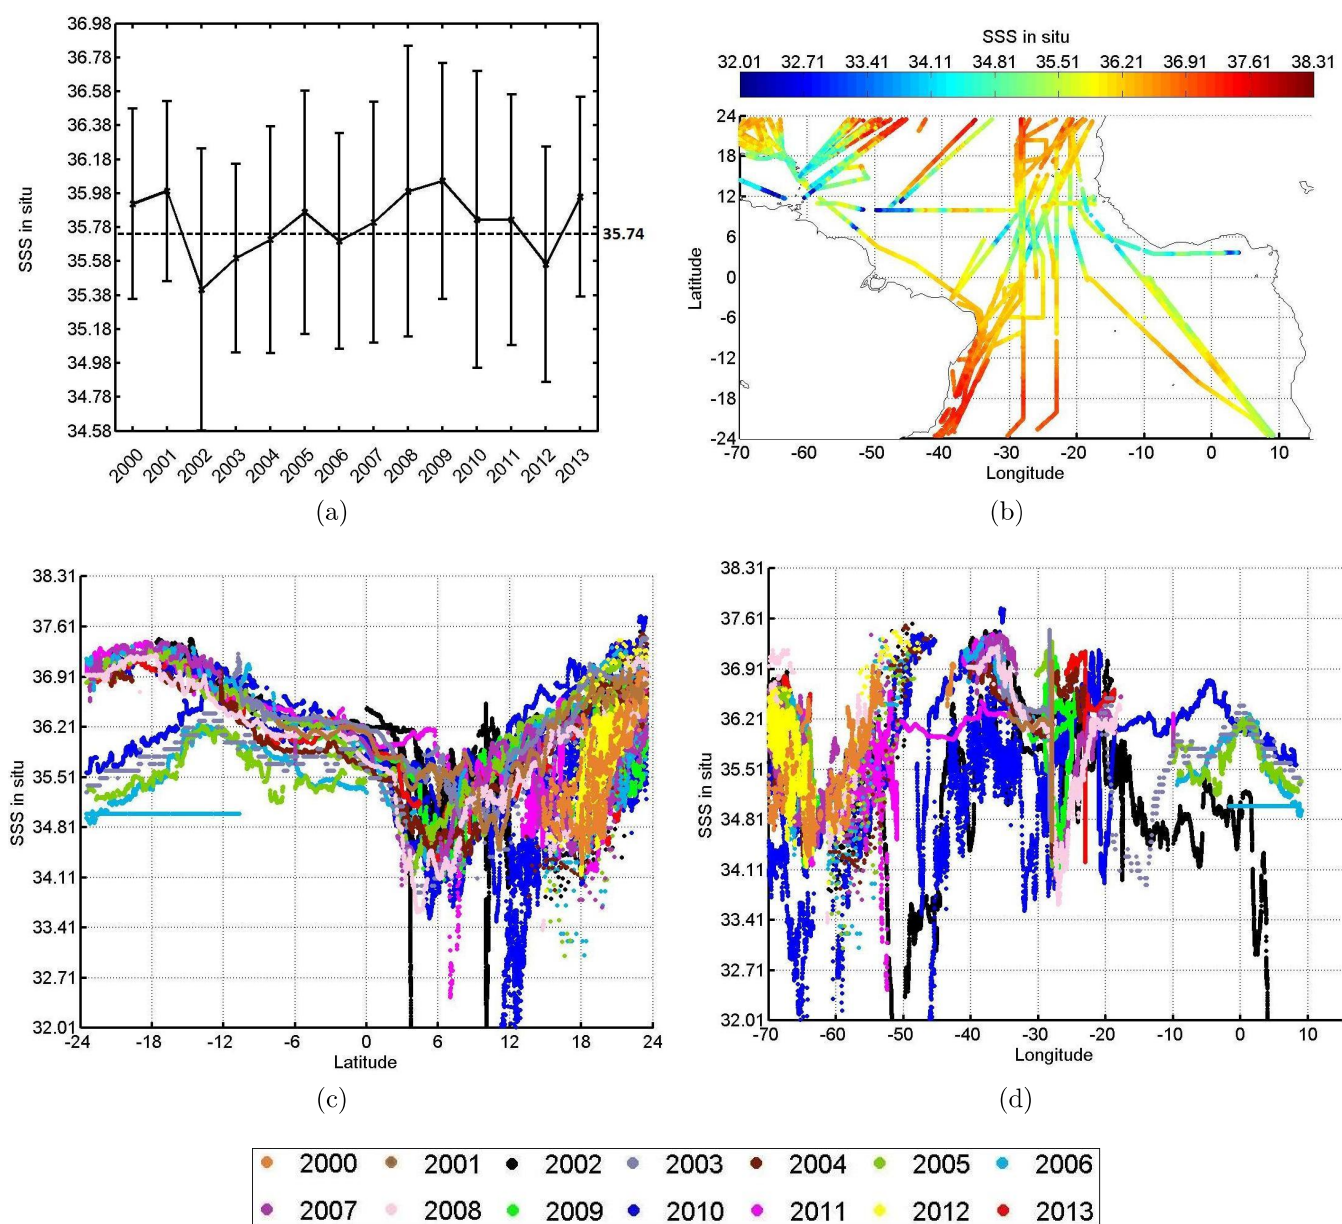 36.98
36.78
36.58
36.38
36.18
35.98
35.78
35.58
35.38
35.18
34.98
34.78
34.58
SSS in situ
35.74
2000 2001 2002 2003 2004 2005 2006 2007 2008 2009 2010 2011 2012 2013
(a)
SSS in situ
32.01 32.71 33.41 34.11 34.81 35.51 36.21 36.91 37.61 38.31
24
18
12
6
0
-6
-12
-18
-24
Latitude
-70 -60 -50 -40 -30 -20 -10 0 10
Longitude
(b)
38.31
37.61
36.91
36.21
35.51
34.81
34.11
33.41
32.71
32.01
SSS in situ
-24 -18 -12 -6 0 6 12 18 24
Latitude
(c)
38.31
37.61
36.91
36.21
35.51
34.81
34.11
33.41
32.71
32.01
SSS in situ
-70 -60 -50 -40 -30 -20 -10 0 10
Longitude
(d)
2000 2001 2002 2003 2004 2005 2006
2007 2008 2009 2010 2011 2012 2013